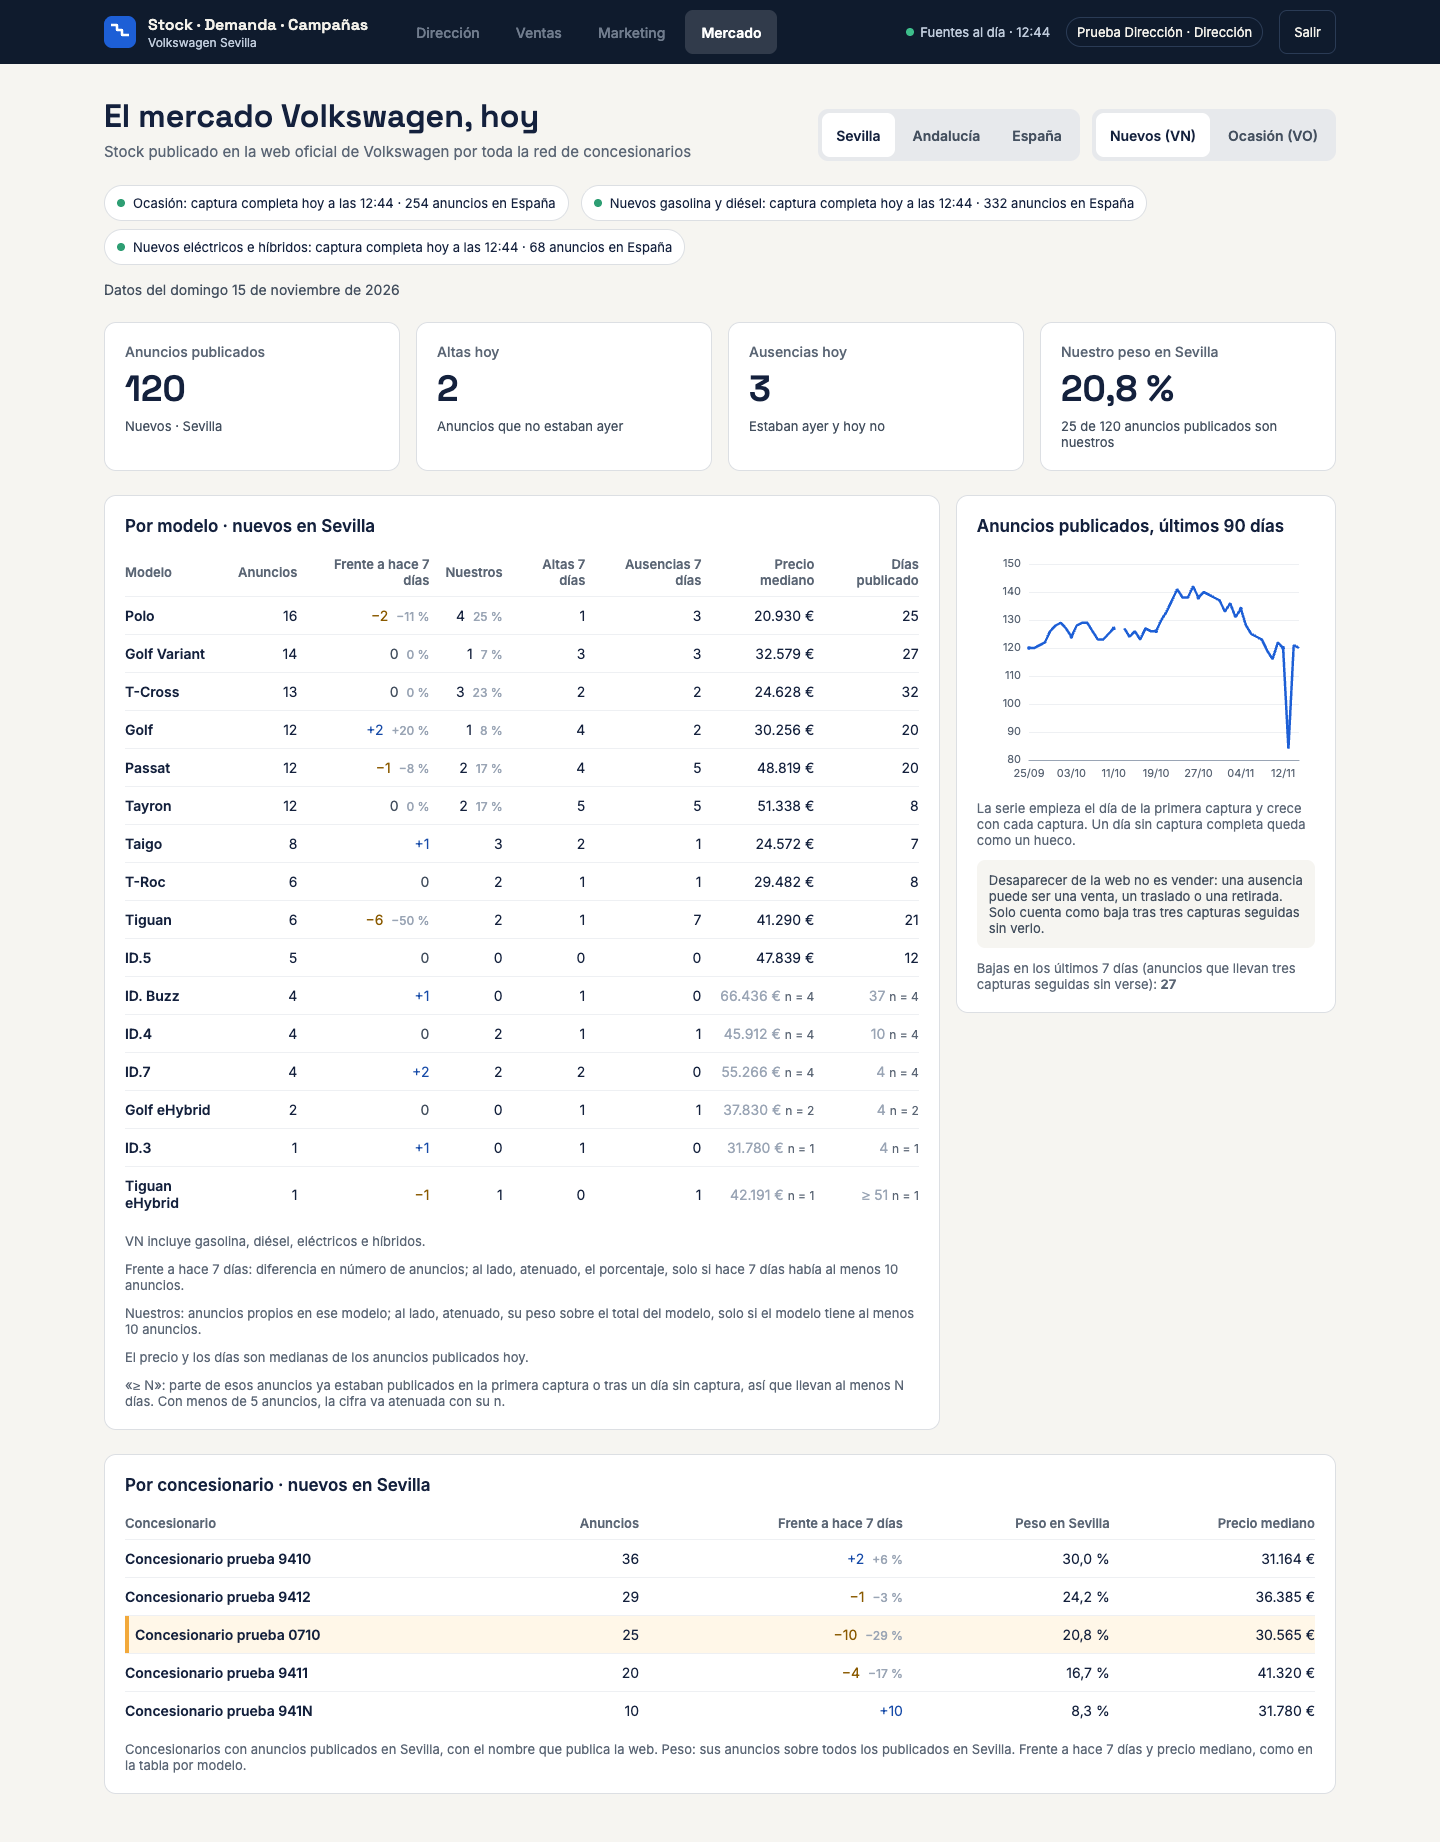 Stock · Demanda · Campañas
Volkswagen Sevilla
Dirección
Ventas
Marketing
Mercado
Fuentes al día · 12:44
Prueba Dirección · Dirección
Salir
El mercado Volkswagen, hoy
Stock publicado en la web oficial de Volkswagen por toda la red de concesionarios
Sevilla
Andalucía
España
Nuevos (VN)
Ocasión (VO)
Ocasión: captura completa hoy a las 12:44 · 254 anuncios en España
Nuevos gasolina y diésel: captura completa hoy a las 12:44 · 332 anuncios en España
Nuevos eléctricos e híbridos: captura completa hoy a las 12:44 · 68 anuncios en España
Datos del domingo 15 de noviembre de 2026
Anuncios publicados
120
Nuevos · Sevilla
Altas hoy
2
Anuncios que no estaban ayer
Ausencias hoy
3
Estaban ayer y hoy no
Nuestro peso en Sevilla
20,8 %
25 de 120 anuncios publicados son
nuestros
Por modelo · nuevos en Sevilla
Modelo Anuncios Frente a hace 7 días Nuestros Altas 7 días Ausencias 7 días Precio mediano Días publicado
Polo 16 −2 −11 % 4 25 % 1 3 20.930 € 25
Golf Variant 14 0 0 % 1 7 % 3 3 32.579 € 27
T-Cross 13 0 0 % 3 23 % 2 2 24.628 € 32
Golf 12 +2 +20 % 1 8 % 4 2 30.256 € 20
Passat 12 −1 −8 % 2 17 % 4 5 48.819 € 20
Tayron 12 0 0 % 2 17 % 5 5 51.338 € 8
Taigo 8 +1 3 2 1 24.572 € 7
T-Roc 6 0 2 1 1 29.482 € 8
Tiguan 6 −6 −50 % 2 1 7 41.290 € 21
ID.5 5 0 0 0 0 47.839 € 12
ID. Buzz 4 +1 0 1 0 66.436 € n = 4 37 n = 4
ID.4 4 0 2 1 1 45.912 € n = 4 10 n = 4
ID.7 4 +2 2 2 0 55.266 € n = 4 4 n = 4
Golf eHybrid 2 0 0 1 1 37.830 € n = 2 4 n = 2
ID.3 1 +1 0 1 0 31.780 € n = 1 4 n = 1
Tiguan eHybrid 1 −1 1 0 1 42.191 € n = 1 ≥ 51 n = 1
VN incluye gasolina, diésel, eléctricos e híbridos.
Frente a hace 7 días: diferencia en número de anuncios; al lado, atenuado, el porcentaje, solo si hace 7 días había al menos 10
anuncios.
Nuestros: anuncios propios en ese modelo; al lado, atenuado, su peso sobre el total del modelo, solo si el modelo tiene al menos
10 anuncios.
El precio y los días son medianas de los anuncios publicados hoy.
«≥ N»: parte de esos anuncios ya estaban publicados en la primera captura o tras un día sin captura, así que llevan al menos N
días. Con menos de 5 anuncios, la cifra va atenuada con su n.
Anuncios publicados, últimos 90 días
150
140
130
120
110
100
90
80
25/09 03/10 11/10 19/10 27/10 04/11 12/11
La serie empieza el día de la primera captura y crece
con cada captura. Un día sin captura completa queda
como un hueco.
Desaparecer de la web no es vender: una ausencia
puede ser una venta, un traslado o una retirada.
Solo cuenta como baja tras tres capturas seguidas
sin verlo.
Bajas en los últimos 7 días (anuncios que llevan tres
capturas seguidas sin verse): 27
Por concesionario · nuevos en Sevilla
Concesionario Anuncios Frente a hace 7 días Peso en Sevilla Precio mediano
Concesionario prueba 9410 36 +2 +6 % 30,0 % 31.164 €
Concesionario prueba 9412 29 −1 −3 % 24,2 % 36.385 €
Concesionario prueba 0710 25 −10 −29 % 20,8 % 30.565 €
Concesionario prueba 9411 20 −4 −17 % 16,7 % 41.320 €
Concesionario prueba 941N 10 +10 8,3 % 31.780 €
Concesionarios con anuncios publicados en Sevilla, con el nombre que publica la web. Peso: sus anuncios sobre todos los publicados en Sevilla. Frente a hace 7 días y precio mediano, como en
la tabla por modelo.